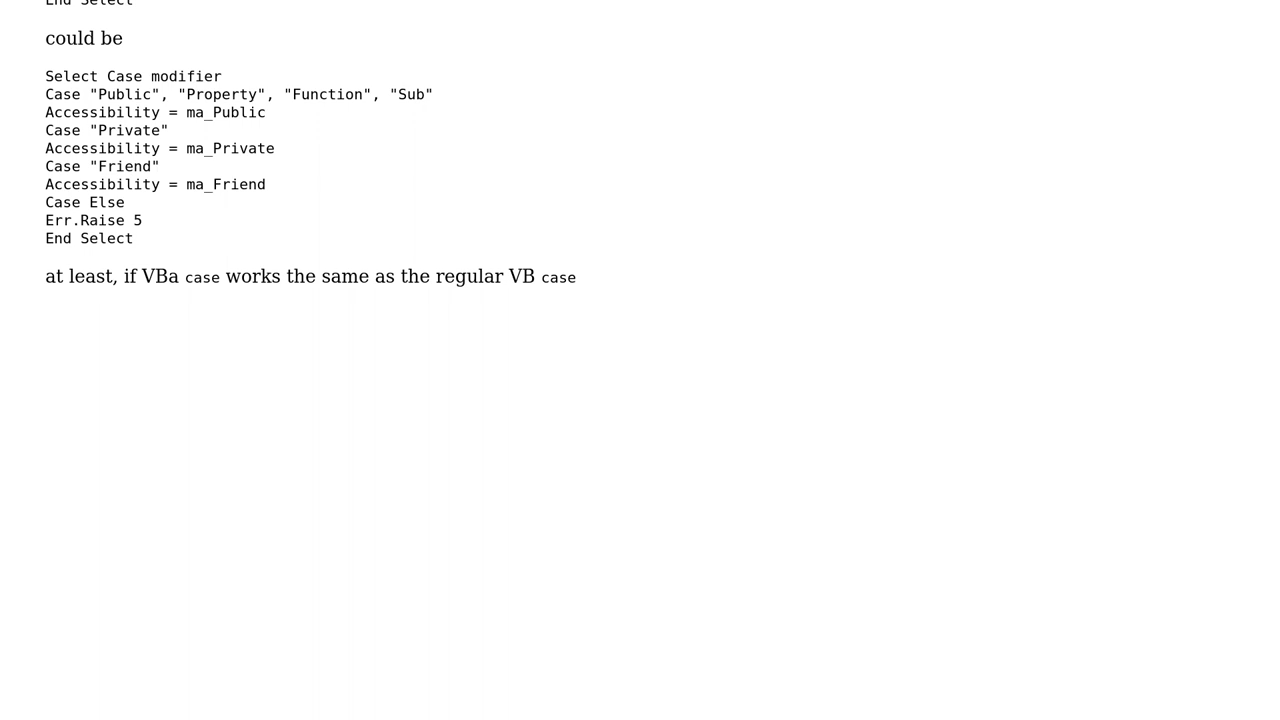 End Select
could be
Select Case modifier
Case "Public", "Property", "Function", "Sub"
Accessibility = ma_Public
Case "Private"
Accessibility = ma_Private
Case "Friend"
Accessibility = ma_Friend
Case Else
Err.Raise 5
End Select
at least, if VBa case works the same as the regular VB case